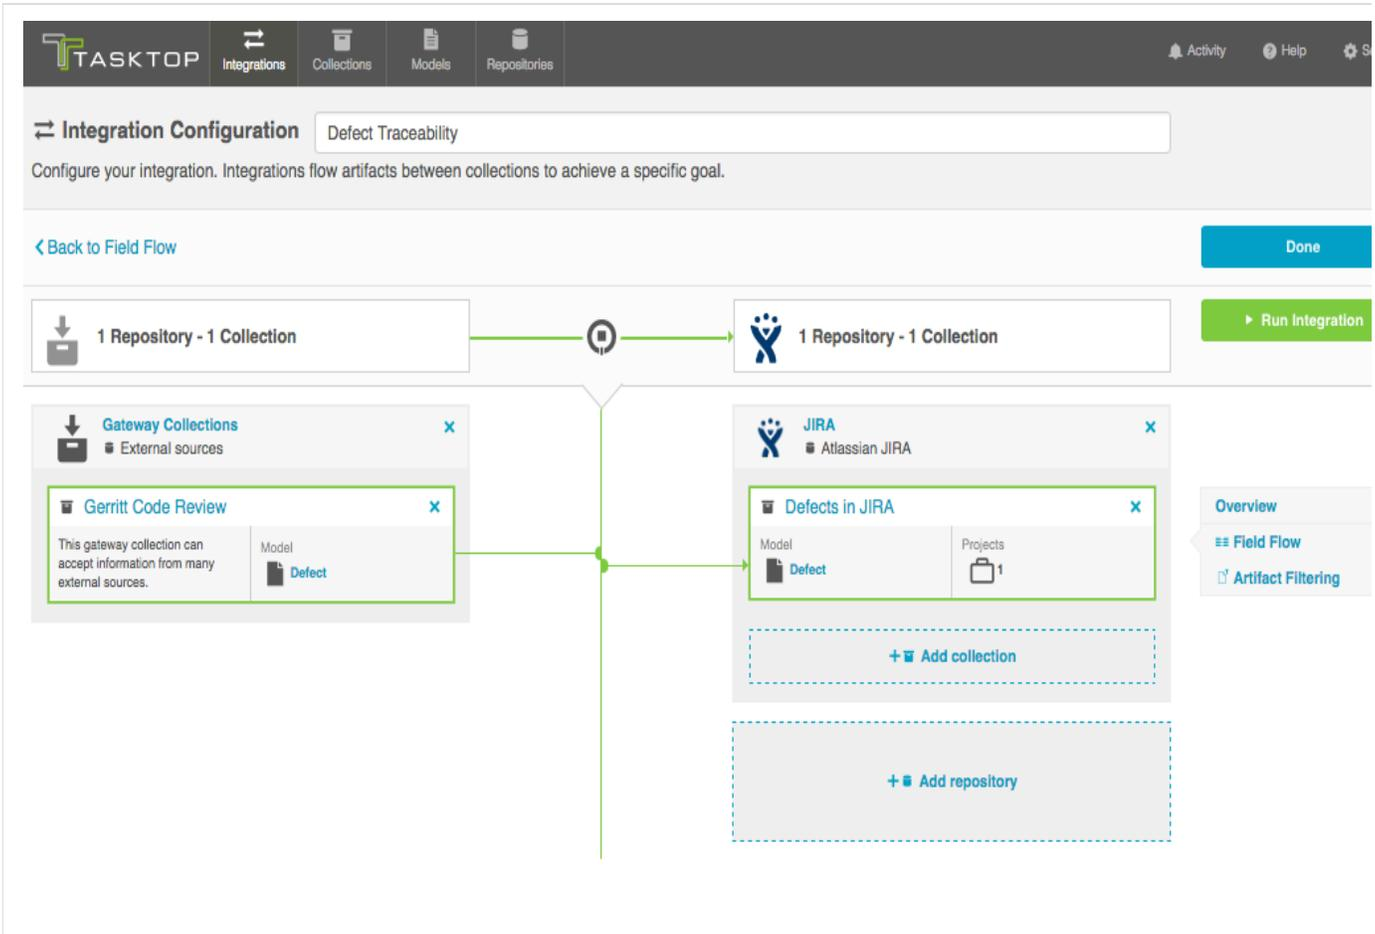 TASKTOP
Integrations
Collections
Models
Repositories
Activity
Help
Integration Configuration
Defect Traceability
Configure your integration. Integrations flow artifacts between collections to achieve a specific goal.
Back to Field Flow
Done
1 Repository - 1 Collection
1 Repository - 1 Collection
Run Integration
Gateway Collections
External sources
JIRA
Atlassian JIRA
Gerritt Code Review
This gateway collection can
accept information from many
external sources.
Model
Defect
Defects in JIRA
Model
Defect
Projects
1
Add collection
Add repository
Overview
Field Flow
Artifact Filtering